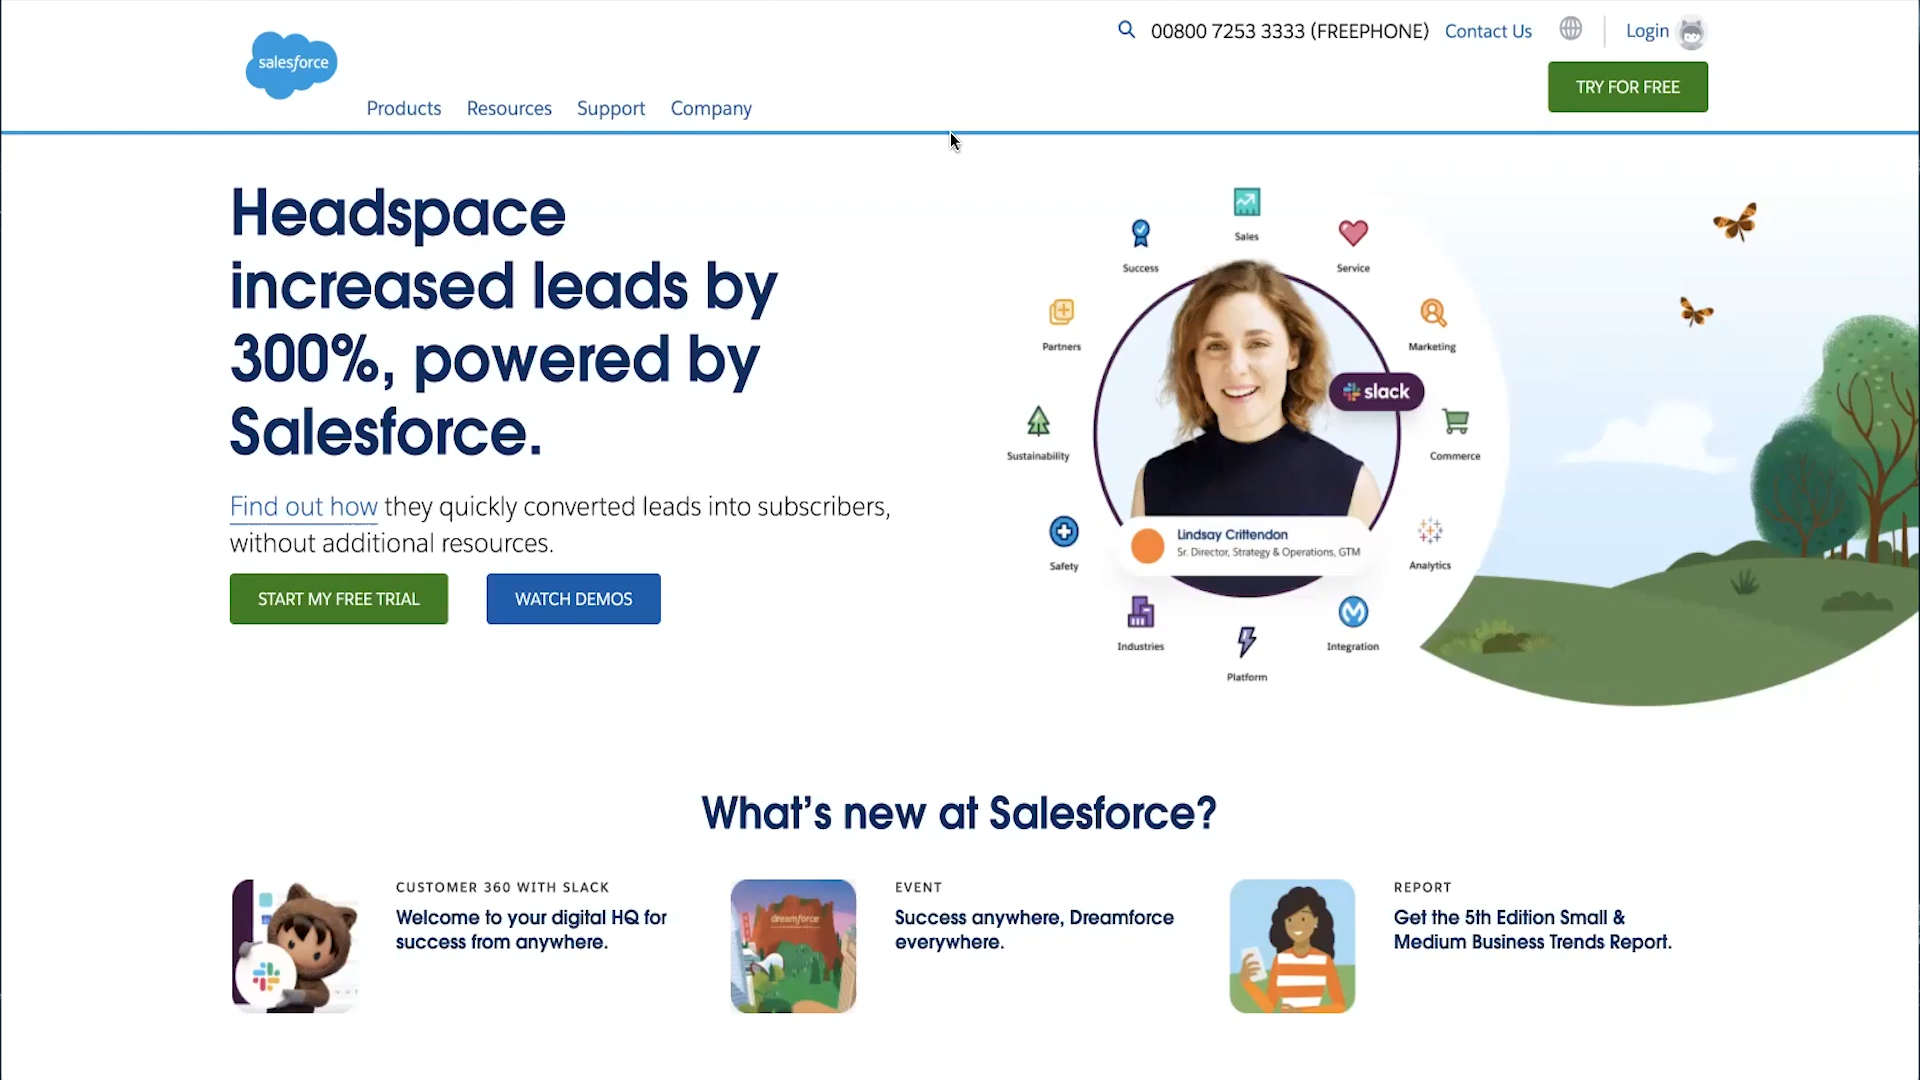 salesforce
00800 7253 3333 (FREEPHONE)
Contact Us
Login
Products
Resources
Support
Company
TRY FOR FREE
Headspace
increased leads by
300%, powered by
Salesforce.
Find out how they quickly converted leads into subscribers,
without additional resources.
START MY FREE TRIAL
WATCH DEMOS
Sales
Success
Service
Partners
Marketing
slack
Sustainability
Commerce
Lindsay Crittendon
Sr. Director, Strategy & Operations, GTM
Safety
Analytics
Industries
Integration
Platform
What's new at Salesforce?
CUSTOMER 360 WITH SLACK
Welcome to your digital HQ for
success from anywhere.
dreamforce
EVENT
Success anywhere, Dreamforce
everywhere.
REPORT
Get the 5th Edition Small &
Medium Business Trends Report.